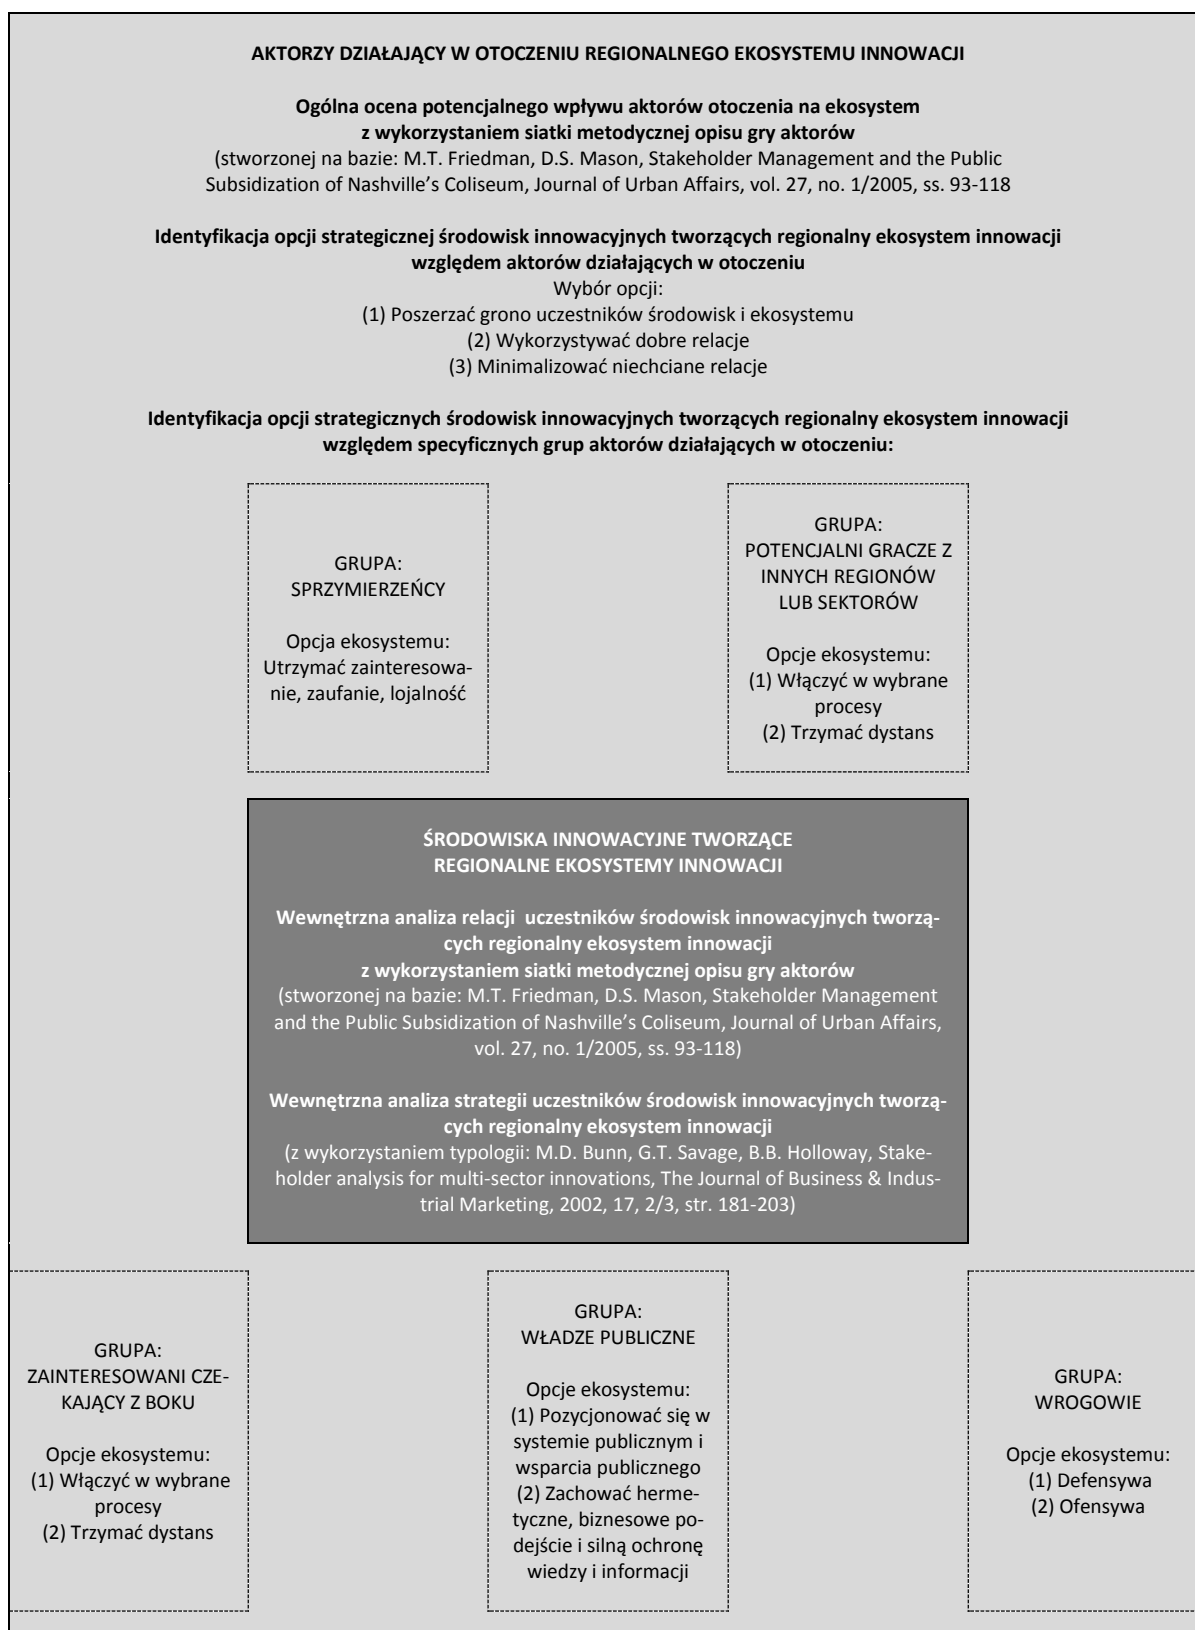 AKTORZY DZIAŁAJĄCY W OTOCZENIU REGIONALNEGO EKOSYSTEMU INNOWACJI
Ogólna ocena potencjalnego wpływu aktorów otoczenia na ekosystem
z wykorzystaniem siatki metodycznej opisu gry aktorów
(stworzonej na bazie: M.T. Friedman, D.S. Mason, Stakeholder Management and the Public
Subsidization of Nashville's Coliseum, Journal of Urban Affairs, vol. 27, no. 1/2005, ss. 93-118
Identyfikacja opcji strategicznej środowisk innowacyjnych tworzących regionalny ekosystem innowacji
względem aktorów działających w otoczeniu
Wybór opcji:
(1) Poszerzać grono uczestników środowisk i ekosystemu
(2) Wykorzystywać dobre relacje
(3) Minimalizować niechciane relacje
Identyfikacja opcji strategicznych środowisk innowacyjnych tworzących regionalny ekosystem innowacji
względem specyficznych grup aktorów działających w otoczeniu:
GRUPA:
SPRZYMIERZEŃCY
Opcja ekosystemu:
Utrzymać zainteresowa-
nie, zaufanie, lojalność
GRUPA:
POTENCJALNI GRACZE Z
INNYCH REGIONÓW
LUB SEKTORÓW
Opcje ekosystemu:
(1) Włączyć w wybrane
procesy
(2) Trzymać dystans
ŚRODOWISKA INNOWACYJNE TWORZĄCE
REGIONALNE EKOSYSTEMY INNOWACJI
Wewnętrzna analiza relacji uczestników środowisk innowacyjnych tworzą-
cych regionalny ekosystem innowacji
z wykorzystaniem siatki metodycznej opisu gry aktorów
(stworzonej na bazie: M.T. Friedman, D.S. Mason, Stakeholder Management
and the Public Subsidization of Nashville's Coliseum, Journal of Urban Affairs,
vol. 27, no. 1/2005, ss. 93-118)
Wewnętrzna analiza strategii uczestników środowisk innowacyjnych tworzą-
cych regionalny ekosystem innowacji
(z wykorzystaniem typologii: M.D. Bunn, G.T. Savage, B.B. Holloway, Stake-
holder analysis for multi-sector innovations, The Journal of Business & Indus-
trial Marketing, 2002, 17, 2/3, str. 181-203)
GRUPA:
ZAINTERESOWANI CZE-
KAJĄCY Z BOKU
Opcje ekosystemu:
(1) Włączyć w wybrane
procesy
(2) Trzymać dystans
GRUPA:
WŁADZE PUBLICZNE
Opcje ekosystemu:
(1) Pozycjonować się w
systemie publicznym i
wsparcia publicznego
(2) Zachować herme-
tyczne, biznesowe po-
dejście i silną ochronę
wiedzy i informacji
GRUPA:
WROGOWIE
Opcje ekosystemu:
(1) Defensywa
(2) Ofensywa